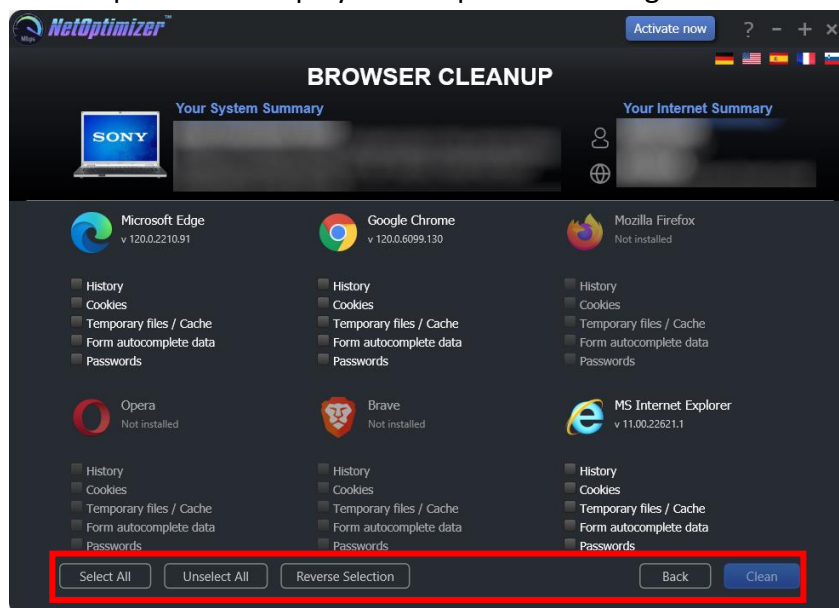 NetOptimizer™
Activate now
? - + ×
BROWSER CLEANUP
Your System Summary
Your Internet Summary
SONY
Mbps
Microsoft Edge
v 120.0.2210.91
History
Cookies
Temporary files / Cache
Form autocomplete data
Passwords
Google Chrome
v 120.0.6099.130
History
Cookies
Temporary files / Cache
Form autocomplete data
Passwords
Mozilla Firefox
Not installed
History
Cookies
Temporary files / Cache
Form autocomplete data
Passwords
Opera
Not installed
History
Cookies
Temporary files / Cache
Form autocomplete data
Passwords
Brave
Not installed
History
Cookies
Temporary files / Cache
Form autocomplete data
Passwords
MS Internet Explorer
v 11.00.22621.1
History
Cookies
Temporary files / Cache
Form autocomplete data
Passwords
Select All
Unselect All
Reverse Selection
Back
Clean